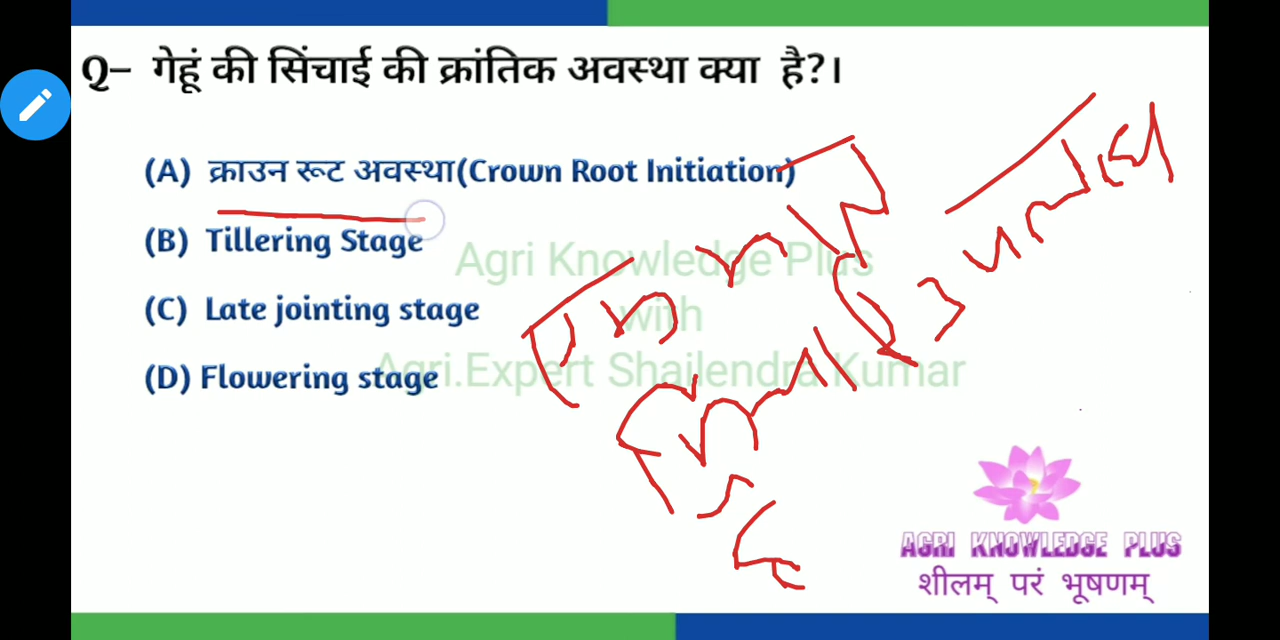 Q– गेहूं की सिंचाई की क्रांतिक अवस्था क्या है?।
(A) क्राउन रूट अवस्था(Crown Root Initiation)
(B) Tillering Stage
(C) Late jointing stage
(D) Flowering stage
Agri Knowledge Plus
with
Agri.Expert Shailendra Kumar
AGRI KNOWLEDGE PLUS
शीलम् परं भूषणम्